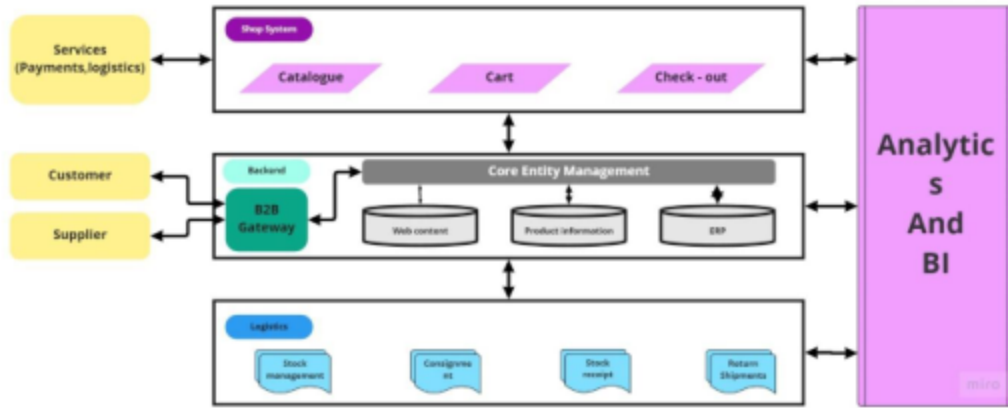 Shop System
Services
(Payments,logistics)
Catalogue
Cart
Check - out
Backend
Core Entity Management
Customer
B2B
Gateway
Supplier
Web content
Product information
ERP
Logistics
Stock
management
Consignme
nt
Stock
receipt
Return
Shipments
Analytic
s
And
BI
miro